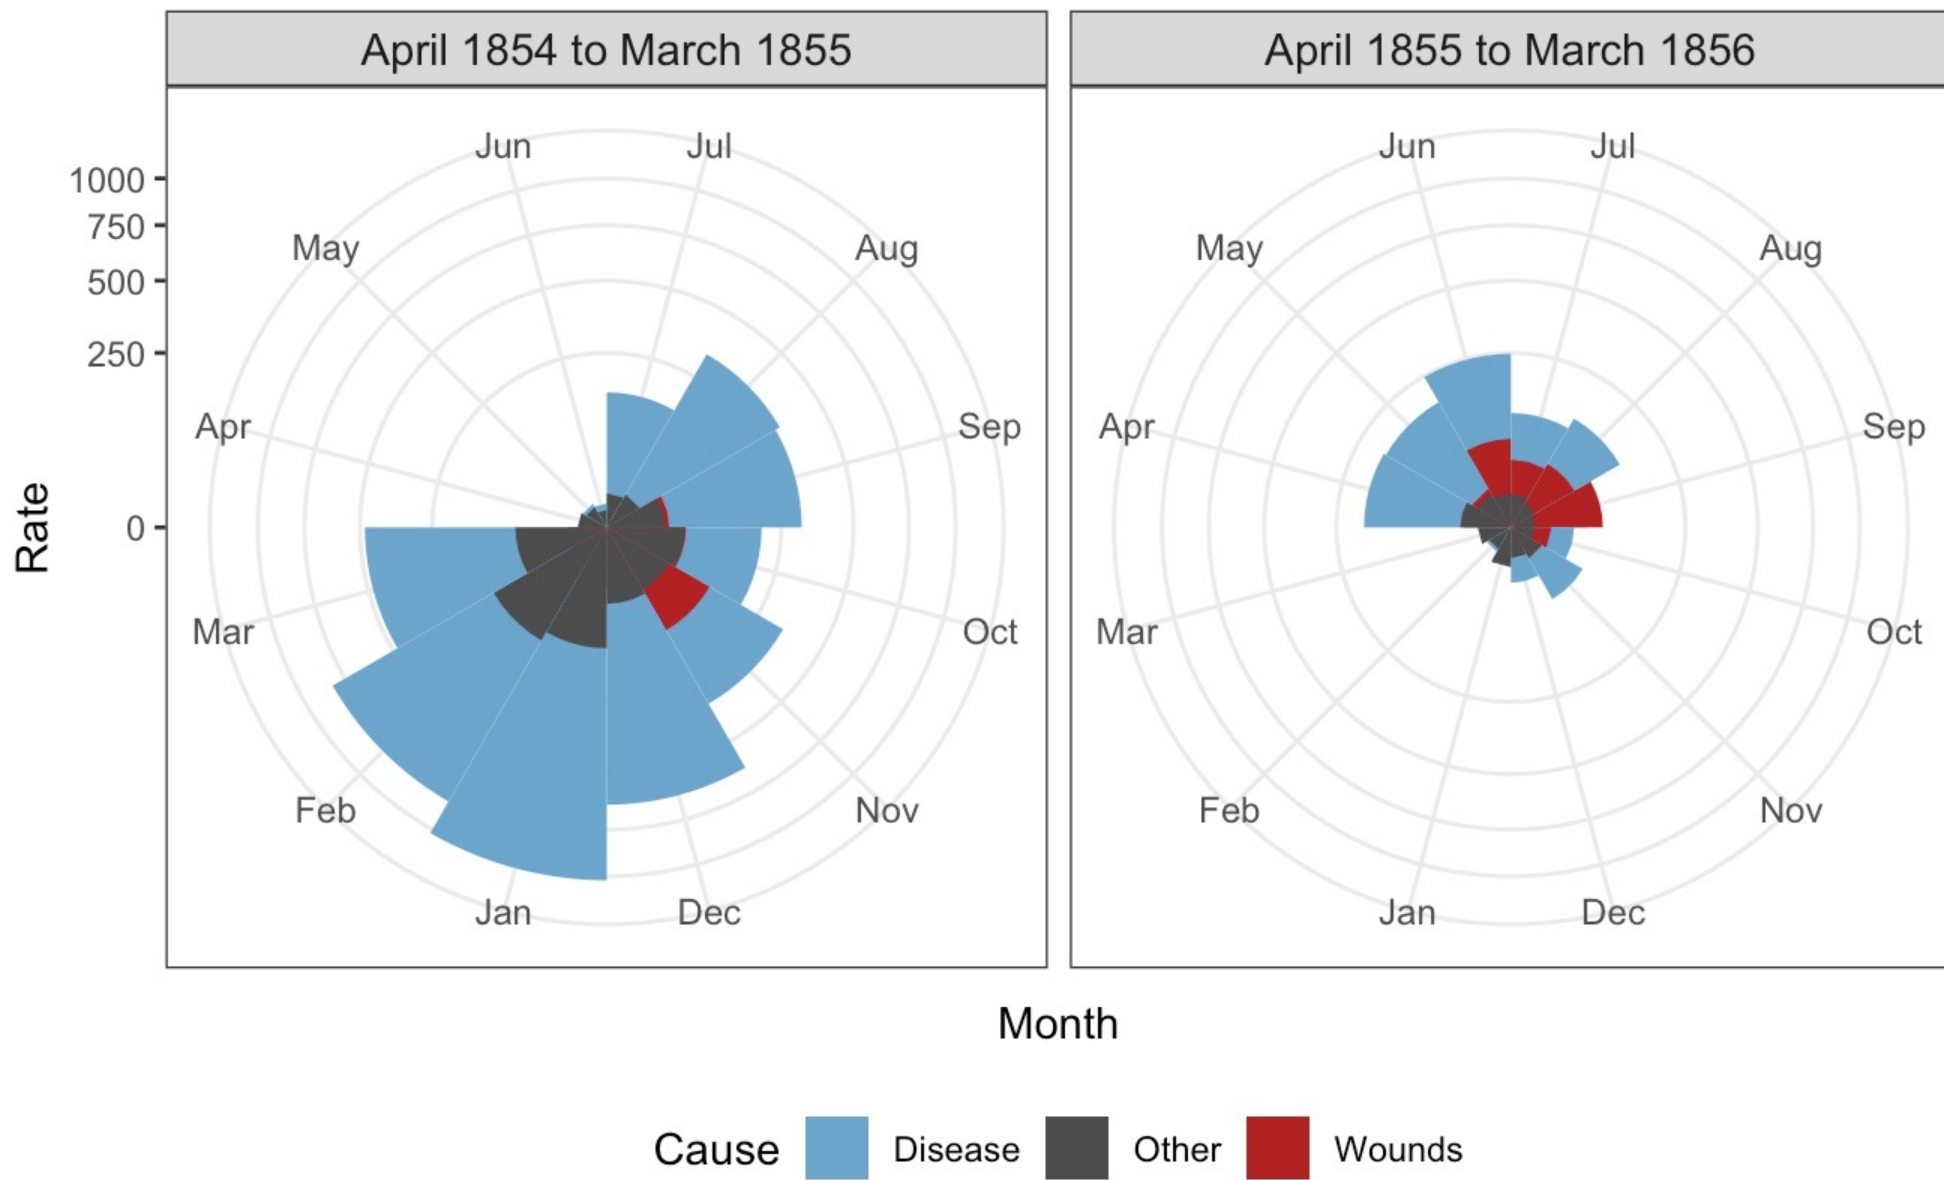 April 1854 to March 1855
April 1855 to March 1856
Jun Jul
Jun Jul
1000
750
May Aug
May Aug
500
250
Apr Sep
Apr Sep
Rate
0
Mar Oct
Mar Oct
Feb Nov
Feb Nov
Jan Dec
Jan Dec
Month
Cause Disease Other Wounds